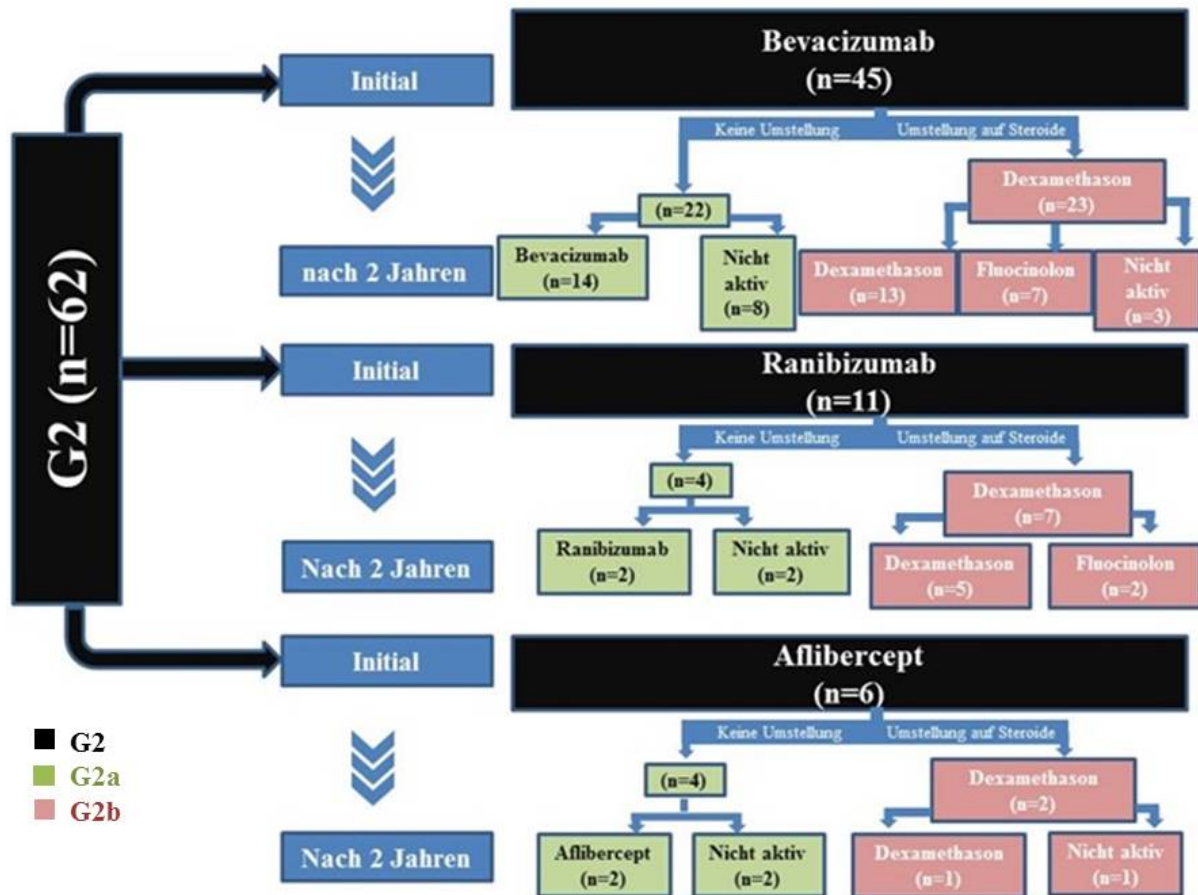 G2 (n=62)
Initial
Bevacizumab
(n=45)
Keine Umstellung
Umstellung auf Steroide
(n=22)
Dexamethason
(n=23)
nach 2 Jahren
Bevacizumab
(n=14)
Nicht
aktiv
(n=8)
Dexamethason
(n=13)
Fluocinolon
(n=7)
Nicht
aktiv
(n=3)
Initial
Ranibizumab
(n=11)
Keine Umstellung
Umstellung auf Steroide
(n=4)
Dexamethason
(n=7)
Nach 2 Jahren
Ranibizumab
(n=2)
Nicht aktiv
(n=2)
Dexamethason
(n=5)
Fluocinolon
(n=2)
Initial
Aflibercept
(n=6)
Keine Umstellung
Umstellung auf Steroide
(n=4)
Dexamethason
(n=2)
Nach 2 Jahren
Aflibercept
(n=2)
Nicht aktiv
(n=2)
Dexamethason
(n=1)
Nicht aktiv
(n=1)
G2
G2a
G2b